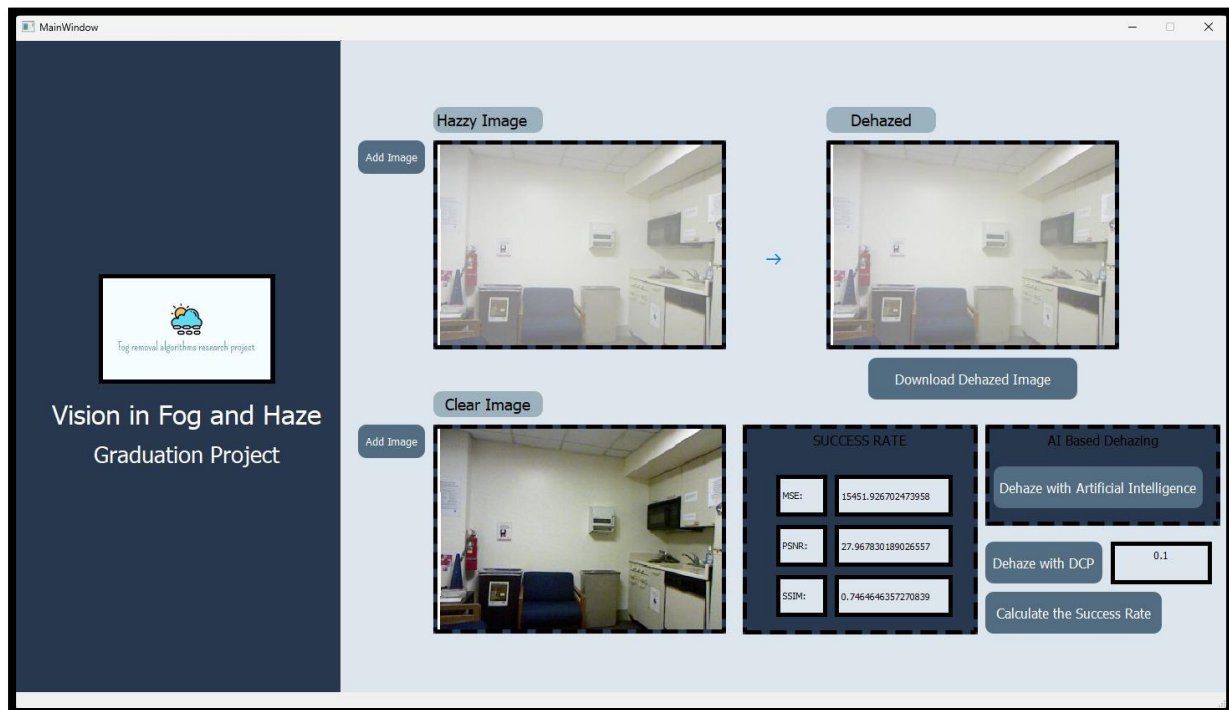 MainWindow
Hazzy Image
Dehazed
Add Image
Fog removal algorithms research project
Download Dehazed Image
Vision in Fog and Haze
Graduation Project
Clear Image
Add Image
SUCCESS RATE
MSE:
15451.926702473958
PSNR:
27.967830189026557
SSIM:
0.7464646357270839
AI Based Dehazing
Dehaze with Artificial Intelligence
Dehaze with DCP
0.1
Calculate the Success Rate